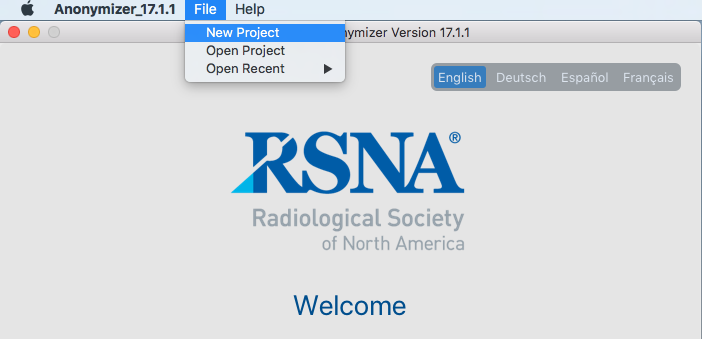 Anonymizer_17.1.1 File Help
New Project
nymizer Version 17.1.1
Open Project
Open Recent
English Deutsch Español Français
RSNA®
Radiological Society
of North America
Welcome